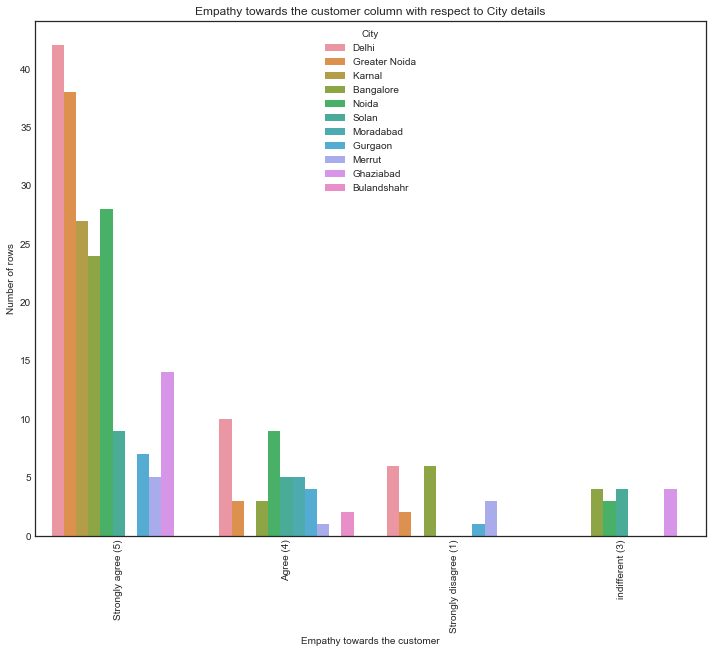 Empathy towards the customer column with respect to City details
City
Delhi
Greater Noida
Karnal
Bangalore
Noida
Solan
Moradabad
Gurgaon
Merrut
Ghaziabad
Bulandshahr
Number of rows
40
35
30
25
20
15
10
5
0
Strongly agree (5)
Agree (4)
Strongly disagree (1)
indifferent (3)
Empathy towards the customer